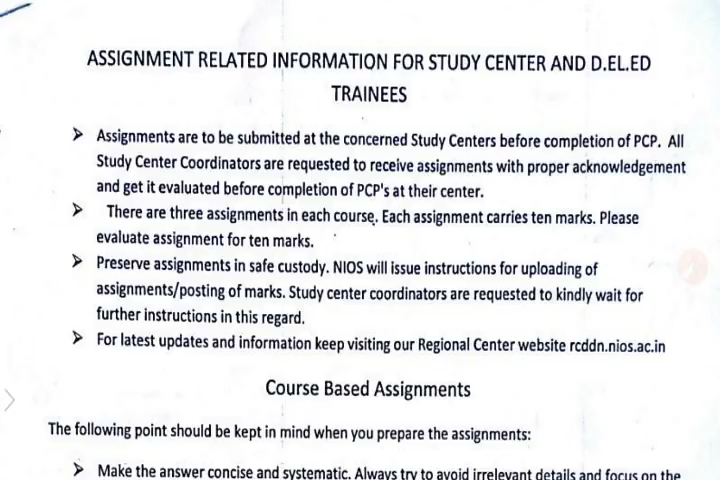 ASSIGNMENT RELATED INFORMATION FOR STUDY CENTER AND D.EL.ED
TRAINEES
➢ Assignments are to be submitted at the concerned Study Centers before completion of PCP. All
Study Center Coordinators are requested to receive assignments with proper acknowledgement
and get it evaluated before completion of PCP's at their center.
➢ There are three assignments in each course. Each assignment carries ten marks. Please
evaluate assignment for ten marks.
➢ Preserve assignments in safe custody. NIOS will issue instructions for uploading of
assignments/posting of marks. Study center coordinators are requested to kindly wait for
further instructions in this regard.
➢ For latest updates and information keep visiting our Regional Center website rcddn.nios.ac.in
Course Based Assignments
The following point should be kept in mind when you prepare the assignments:
➢ Make the answer concise and systematic. Always try to avoid irrelevant details and focus on the